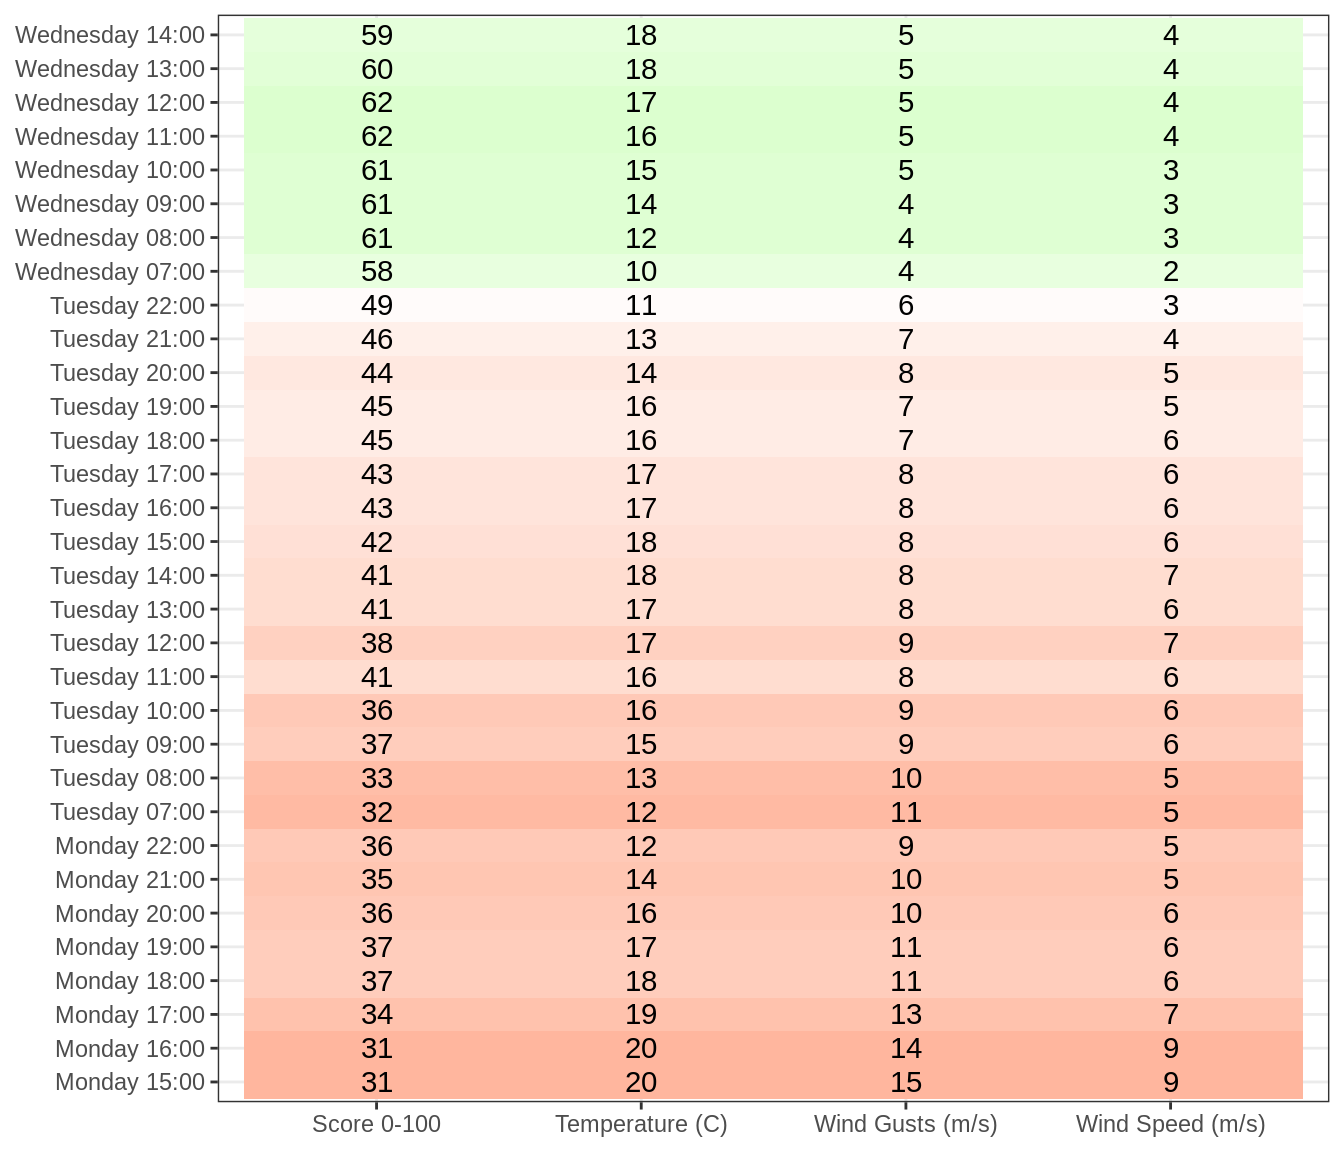 Wednesday 14:00 59 18 5 4
Wednesday 13:00 60 18 5 4
Wednesday 12:00 62 17 5 4
Wednesday 11:00 62 16 5 4
Wednesday 10:00 61 15 5 3
Wednesday 09:00 61 14 4 3
Wednesday 08:00 61 12 4 3
Wednesday 07:00 58 10 4 2
Tuesday 22:00 49 11 6 3
Tuesday 21:00 46 13 7 4
Tuesday 20:00 44 14 8 5
Tuesday 19:00 45 16 7 5
Tuesday 18:00 45 16 7 6
Tuesday 17:00 43 17 8 6
Tuesday 16:00 43 17 8 6
Tuesday 15:00 42 18 8 6
Tuesday 14:00 41 18 8 7
Tuesday 13:00 41 17 8 6
Tuesday 12:00 38 17 9 7
Tuesday 11:00 41 16 8 6
Tuesday 10:00 36 16 9 6
Tuesday 09:00 37 15 9 6
Tuesday 08:00 33 13 10 5
Tuesday 07:00 32 12 11 5
Monday 22:00 36 12 9 5
Monday 21:00 35 14 10 5
Monday 20:00 36 16 10 6
Monday 19:00 37 17 11 6
Monday 18:00 37 18 11 6
Monday 17:00 34 19 13 7
Monday 16:00 31 20 14 9
Monday 15:00 31 20 15 9
Score 0-100 Temperature (C) Wind Gusts (m/s) Wind Speed (m/s)